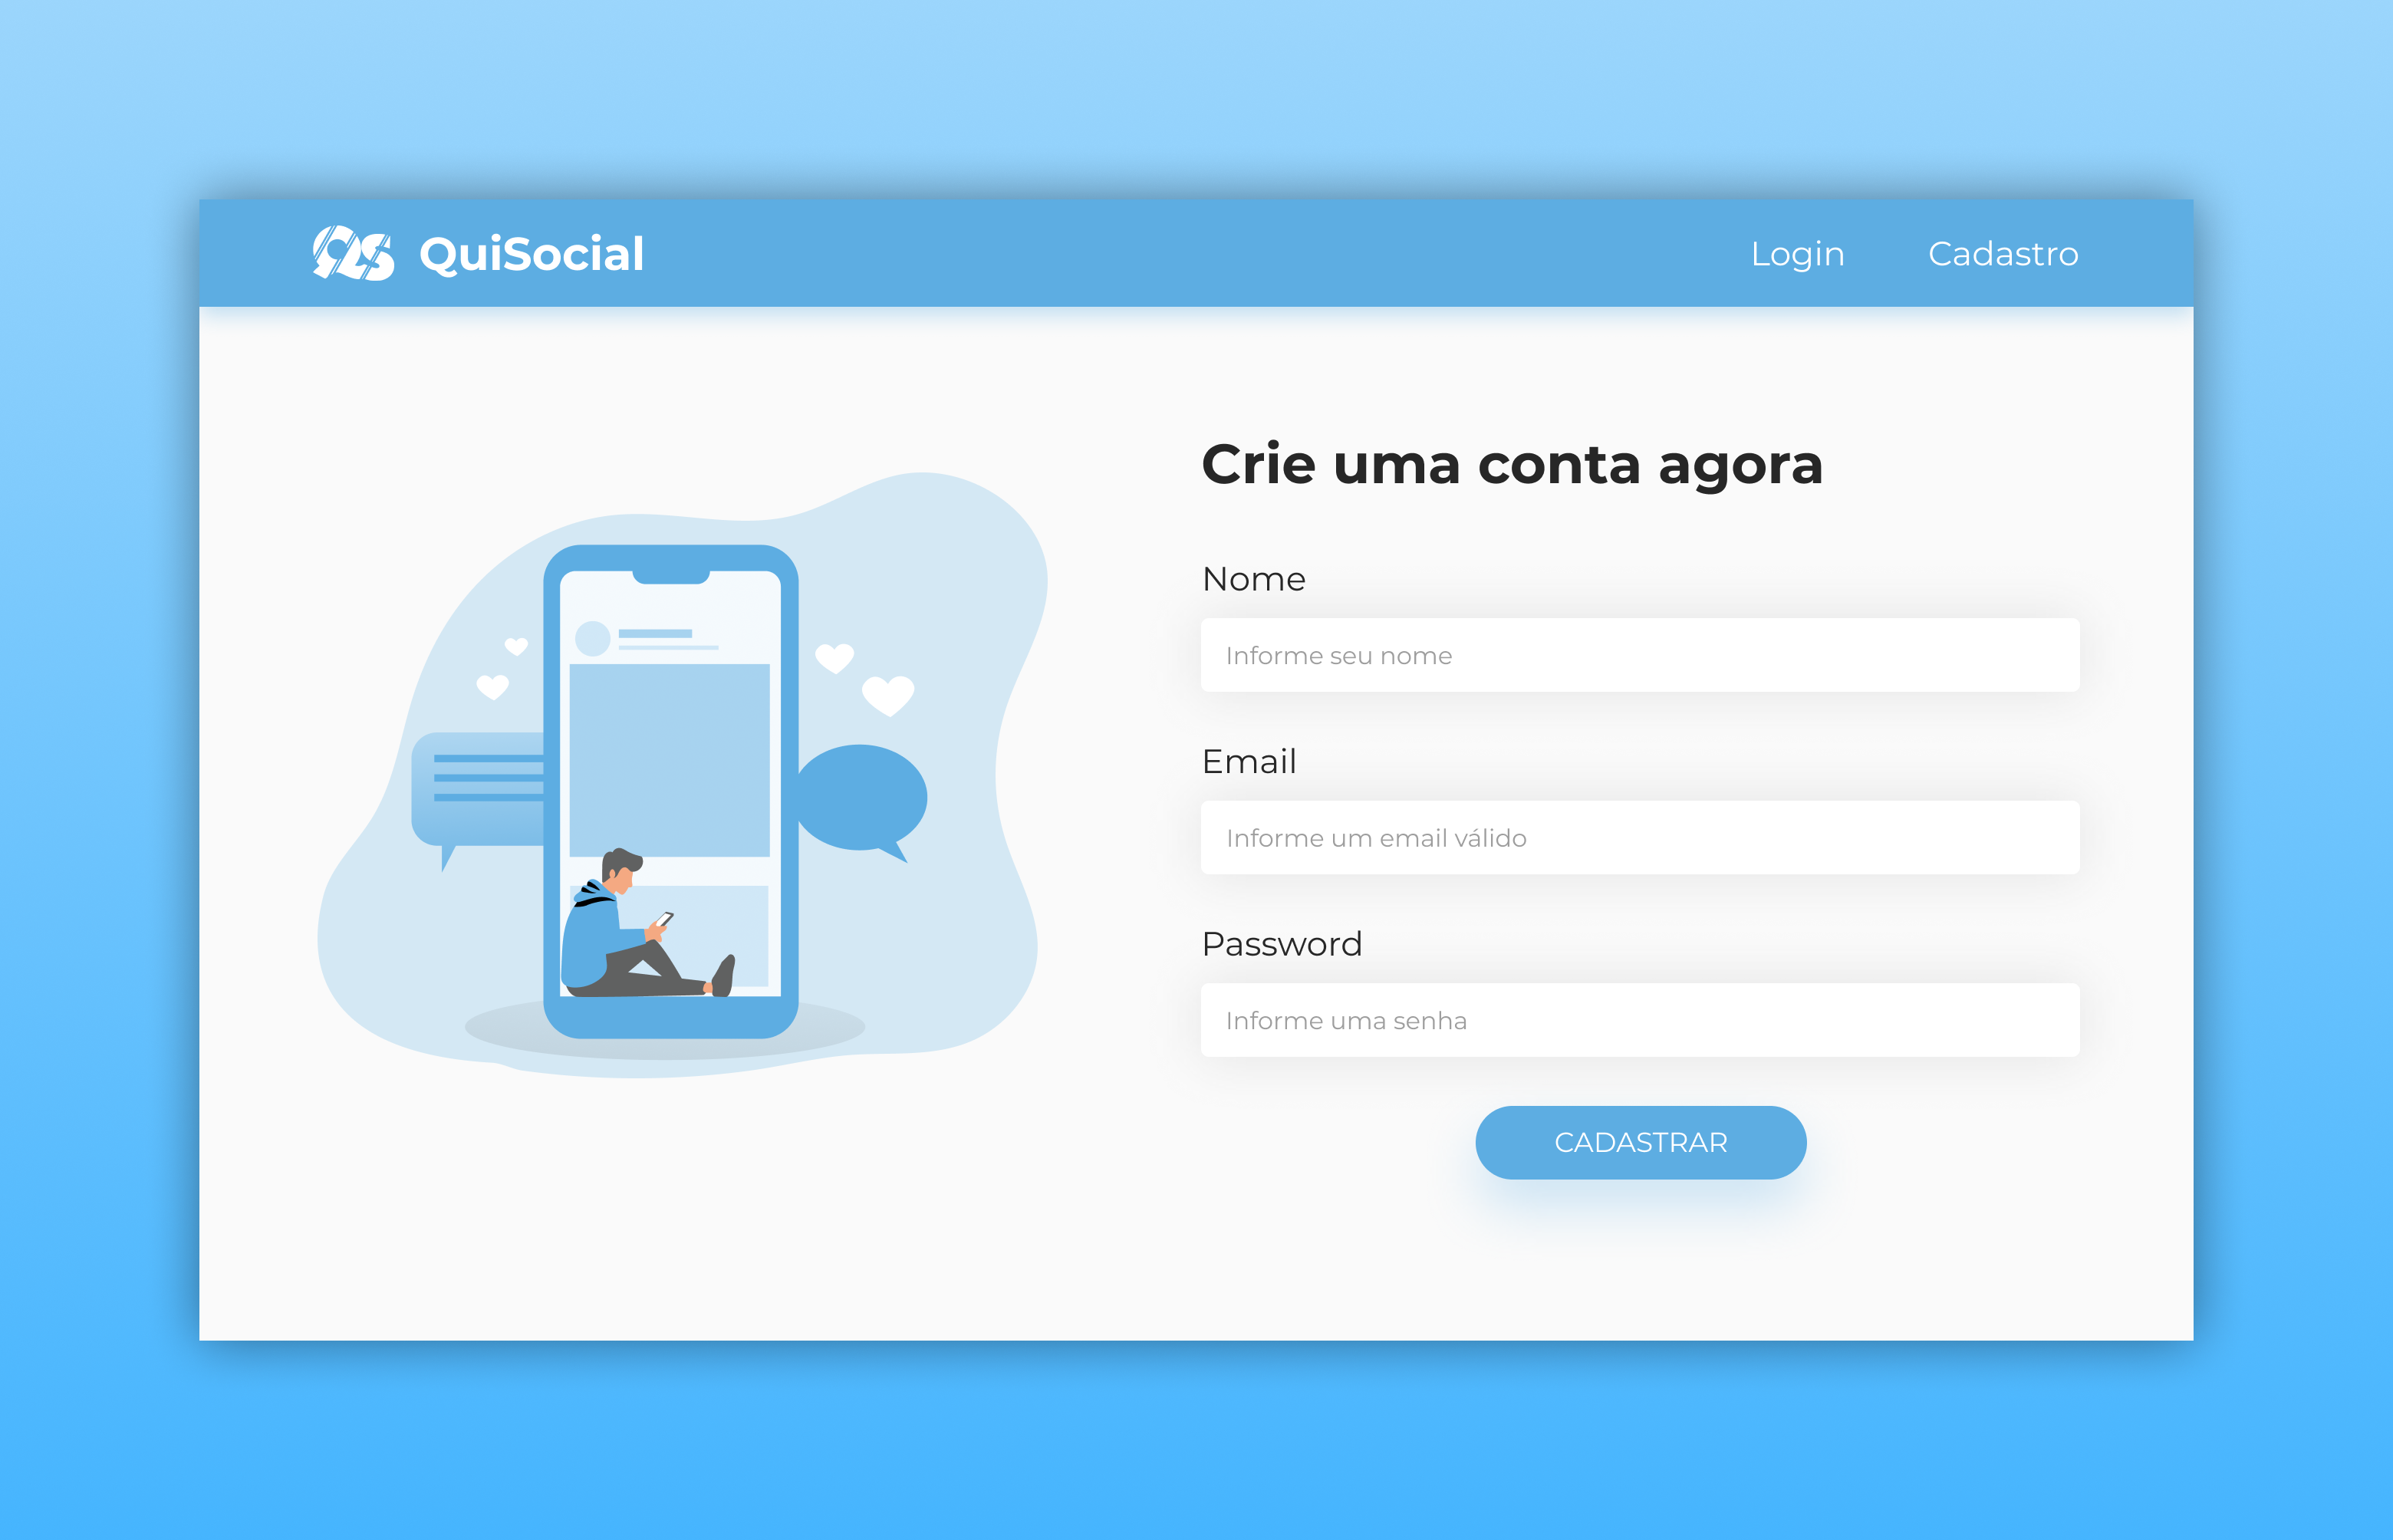 QS QuiSocial
Login Cadastro
Crie uma conta agora
Nome
Informe seu nome
Email
Informe um email válido
Password
Informe uma senha
CADASTRAR